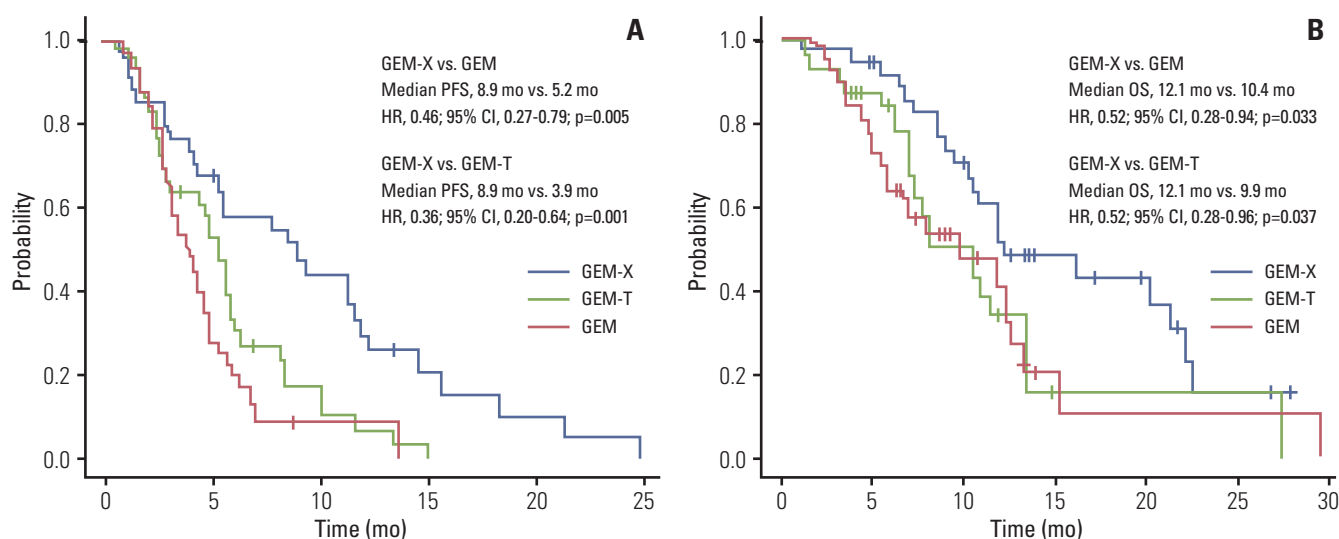 A
GEM-X vs. GEM
Median PFS, 8.9 mo vs. 5.2 mo
HR, 0.46; 95% CI, 0.27-0.79; p=0.005
GEM-X vs. GEM-T
Median PFS, 8.9 mo vs. 3.9 mo
HR, 0.36; 95% CI, 0.20-0.64; p=0.001
GEM-X
GEM-T
GEM
Probability
1.0
0.8
0.6
0.4
0.2
0.0
0 5 10 15 20 25
Time (mo)
B
GEM-X vs. GEM
Median OS, 12.1 mo vs. 10.4 mo
HR, 0.52; 95% CI, 0.28-0.94; p=0.033
GEM-X vs. GEM-T
Median OS, 12.1 mo vs. 9.9 mo
HR, 0.52; 95% CI, 0.28-0.96; p=0.037
GEM-X
GEM-T
GEM
Probability
1.0
0.8
0.6
0.4
0.2
0.0
0 5 10 15 20 25 30
Time (mo)